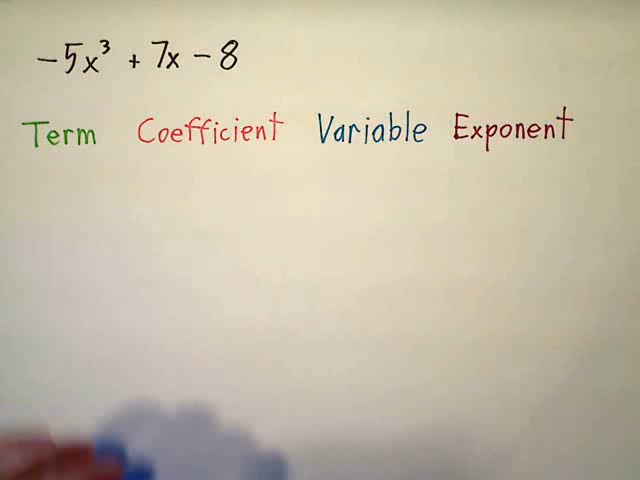 -5x³ + 7x - 8
Term Coefficient Variable Exponent